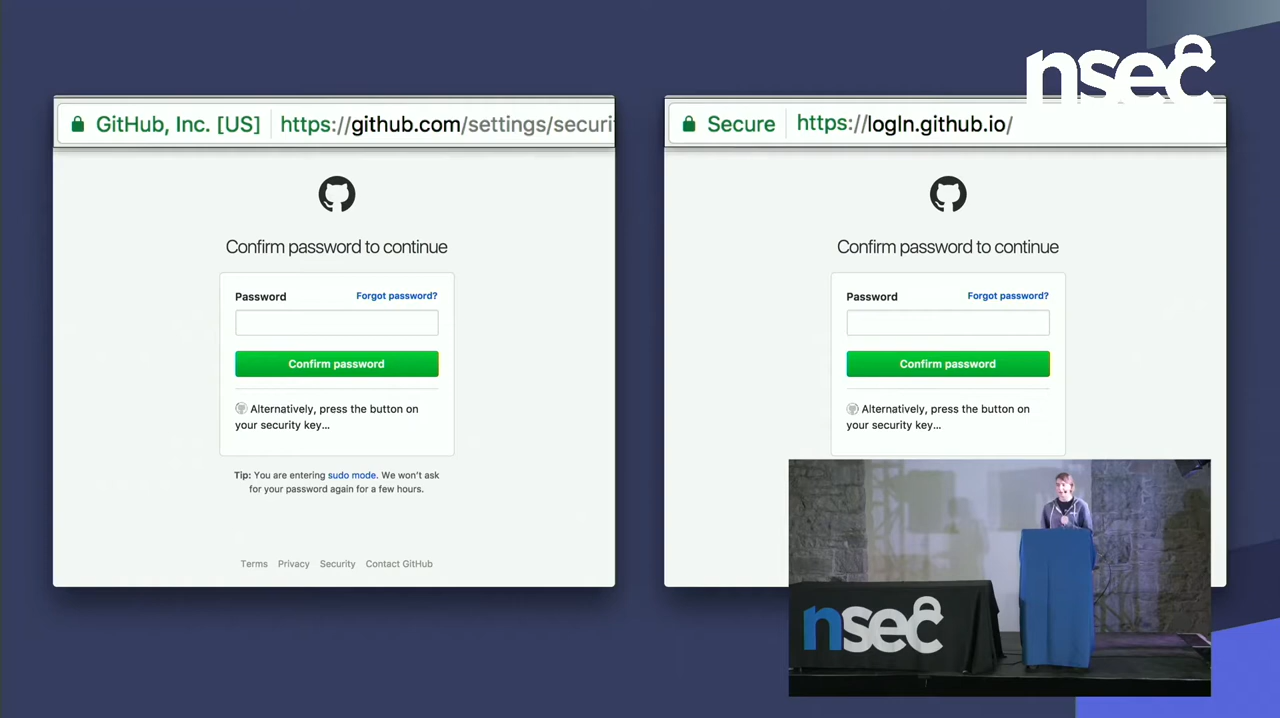 nsec
GitHub, Inc. [US] https://github.com/settings/securi
Confirm password to continue
Password Forgot password?
Confirm password
Alternatively, press the button on
your security key...
Tip: You are entering sudo mode. We won't ask
for your password again for a few hours.
Terms Privacy Security Contact GitHub
Secure https://logIn.github.io/
Confirm password to continue
Password Forgot password?
Confirm password
Alternatively, press the button on
your security key...
nsec